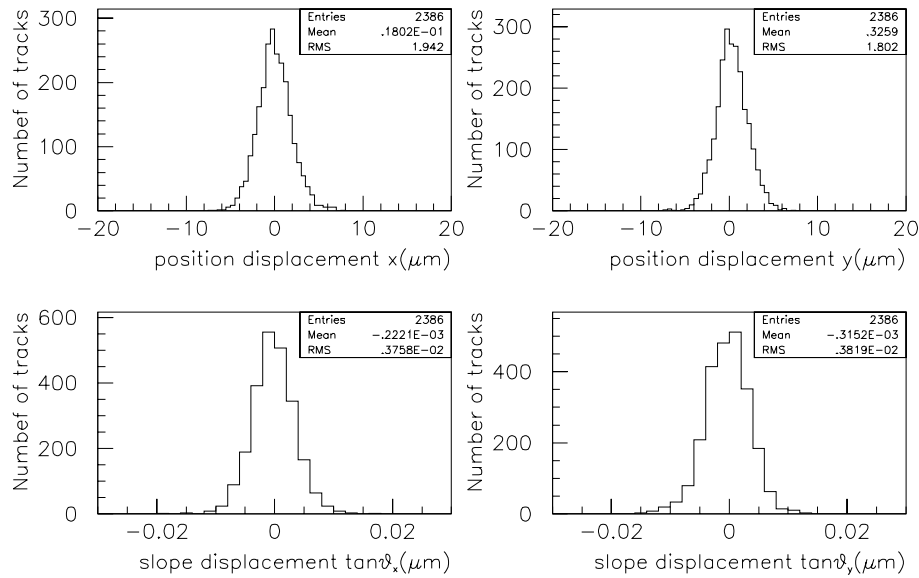 Number of tracks
300
200
100
0
Entries 2386
Mean .1802E-01
RMS 1.942
-20 -10 0 10 20
position displacement x(μm)
Number of tracks
300
200
100
0
Entries 2386
Mean .3259
RMS 1.802
-20 -10 0 10 20
position displacement y(μm)
Number of tracks
600
400
200
0
Entries 2386
Mean -.2221E-03
RMS .3758E-02
-0.02 0 0.02
slope displacement tanϑx(μm)
Number of tracks
400
200
0
Entries 2386
Mean -.3152E-03
RMS .3819E-02
-0.02 0 0.02
slope displacement tanϑy(μm)